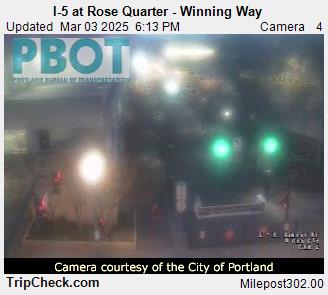 I-5 at Rose Quarter - Winning Way
Updated Mar 03 2025 6:13 PM Camera 4
PBOT
PORTLAND BUREAU OF TRANSPORTATION
Camera courtesy of the City of Portland
TripCheck.com Milepost302.00